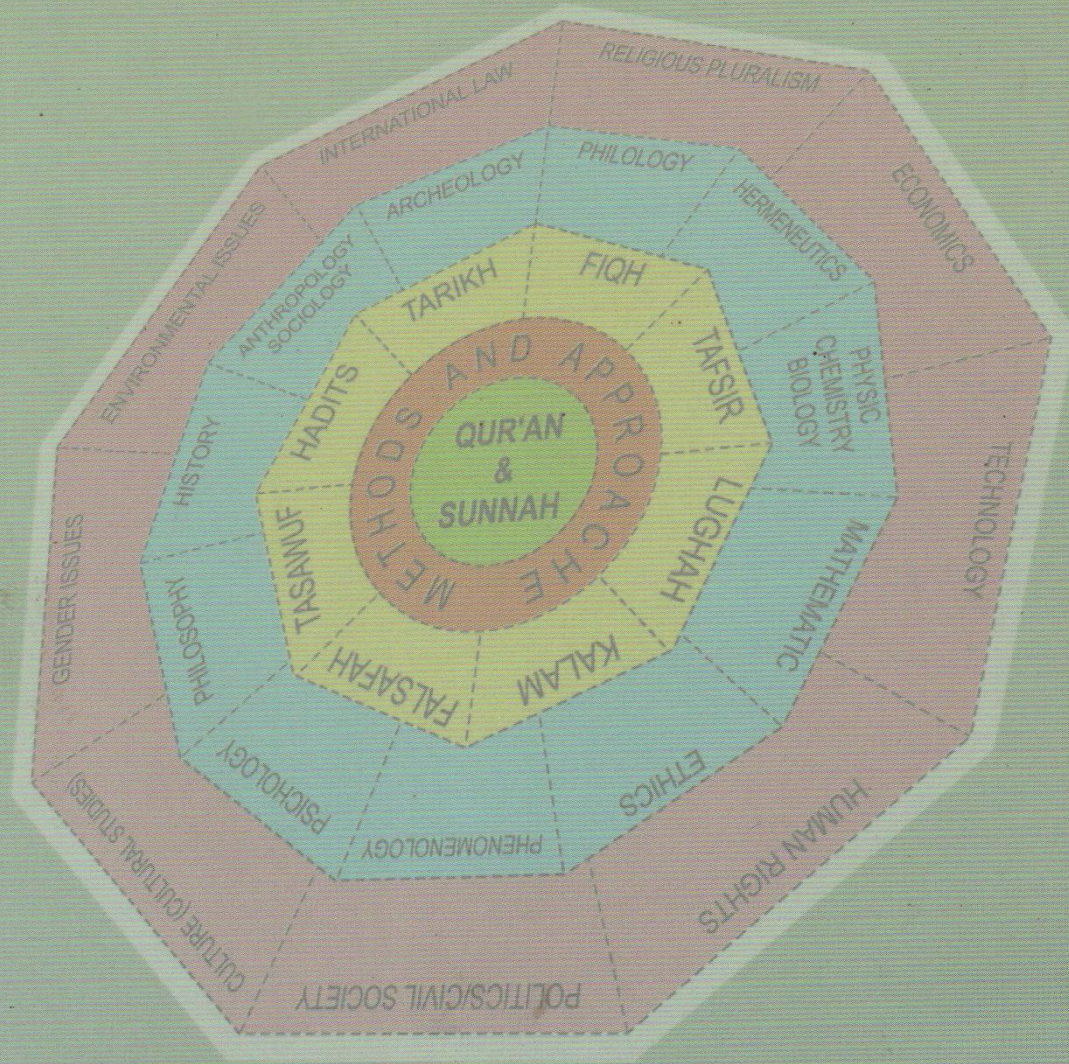 QUR'AN
&
SUNNAH
METHODS AND APPROACHE
FIQH
TAFSIR
LUGHAH
KALAM
FALSAFAH
TASAWUF
HADITS
TARIKH
PHILOLOGY
HERMENEUTICS
PHYSIC
CHEMISTRY
BIOLOGY
MATHEMATIC
ETHICS
PHENOMENOLOGY
PSICHOLOGY
PHILOSOPHY
HISTORY
ANTHROPOLOGY
SOCIOLOGY
ARCHEOLOGY
RELIGIOUS PLURALISM
ECONOMICS
TECHNOLOGY
HUMAN RIGHTS
POLITICS/CIVIL SOCIETY
CULTURE (CULTURAL STUDIES)
GENDER ISSUES
ENVIRONMENTAL ISSUES
INTERNATIONAL LAW